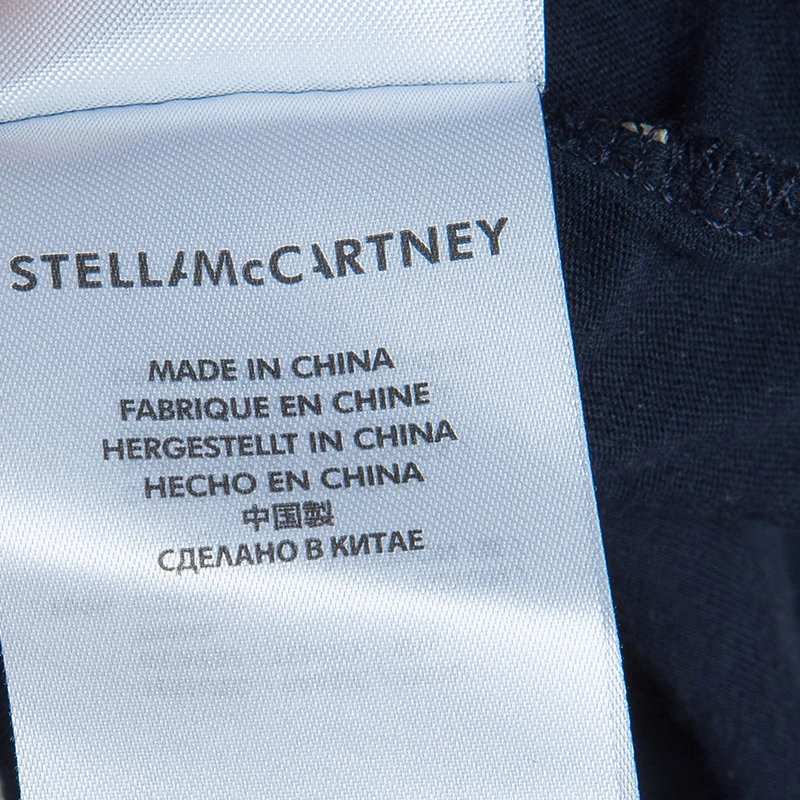 STELLAMcCARTNEY
MADE IN CHINA
FABRIQUE EN CHINE
HERGESTELLT IN CHINA
HECHO EN CHINA
中国製
СДЕЛАНО В КИТАЕ